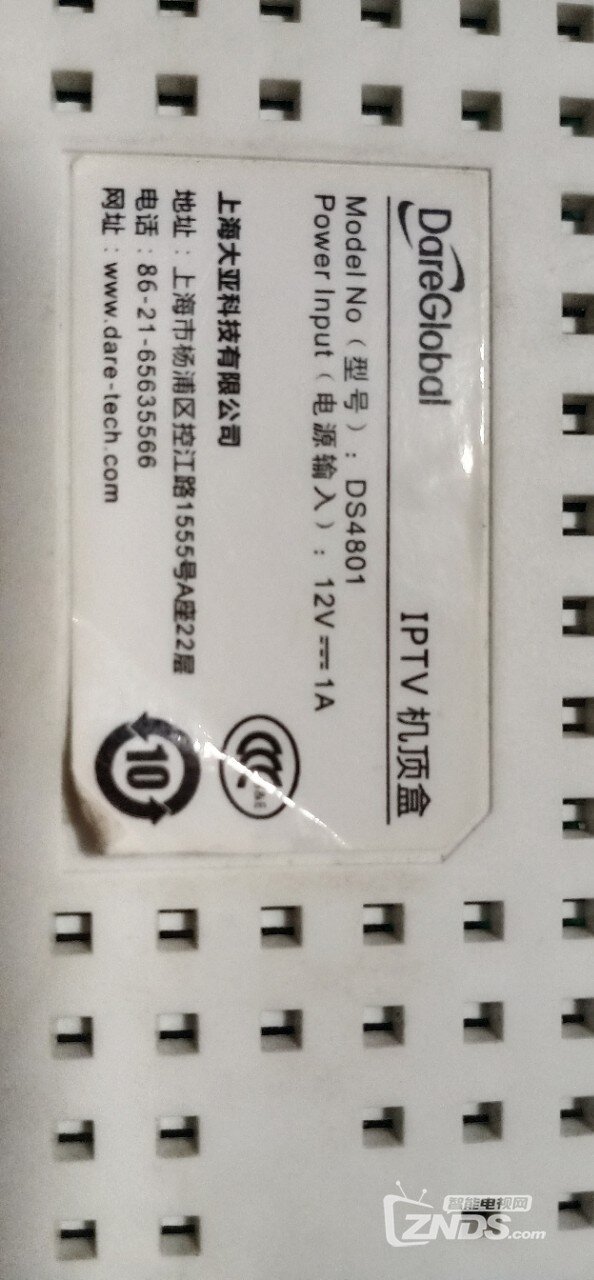 DareGlobal
IPTV 机顶盒
Model No（型号）: DS4801
Power Input（电源输入）: 12V⎓1A
上海大亚科技有限公司
地址：上海市杨浦区控江路1555号A座22层
电话：86-21-65635566
网址：www.dare-tech.com
10
智能电视网
ZNDS.com